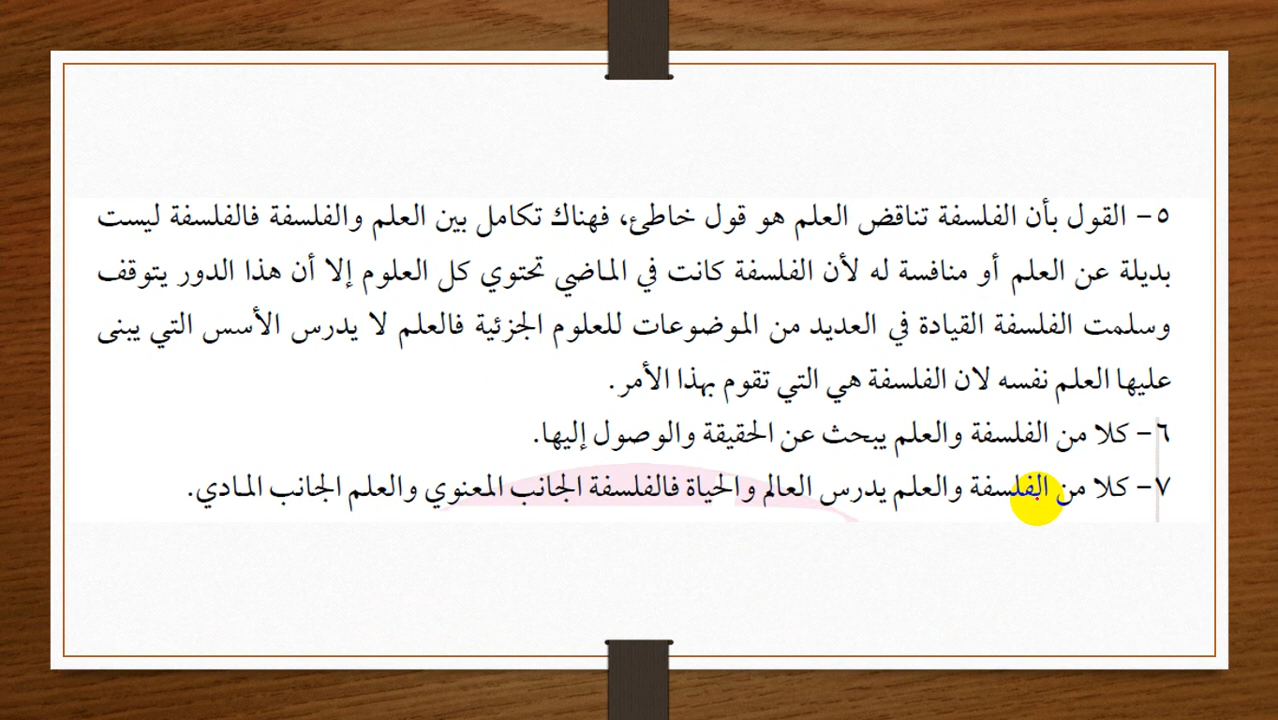 ٥- القول بأن الفلسفة تناقض العلم هو قول خاطئ، فهناك تكامل بين العلم والفلسفة فالفلسفة ليست
بديلة عن العلم أو منافسة له لأن الفلسفة كانت في الماضي تحتوي كل العلوم إلا أن هذا الدور يتوقف
وسلمت الفلسفة القيادة في العديد من الموضوعات للعلوم الجزئية فالعلم لا يدرس الأسس التي يبنى
عليها العلم نفسه لان الفلسفة هي التي تقوم بهذا الأمر.
٦- كلا من الفلسفة والعلم يبحث عن الحقيقة والوصول إليها.
٧- كلا من الفلسفة والعلم يدرس العالم والحياة فالفلسفة الجانب المعنوي والعلم الجانب المادي.